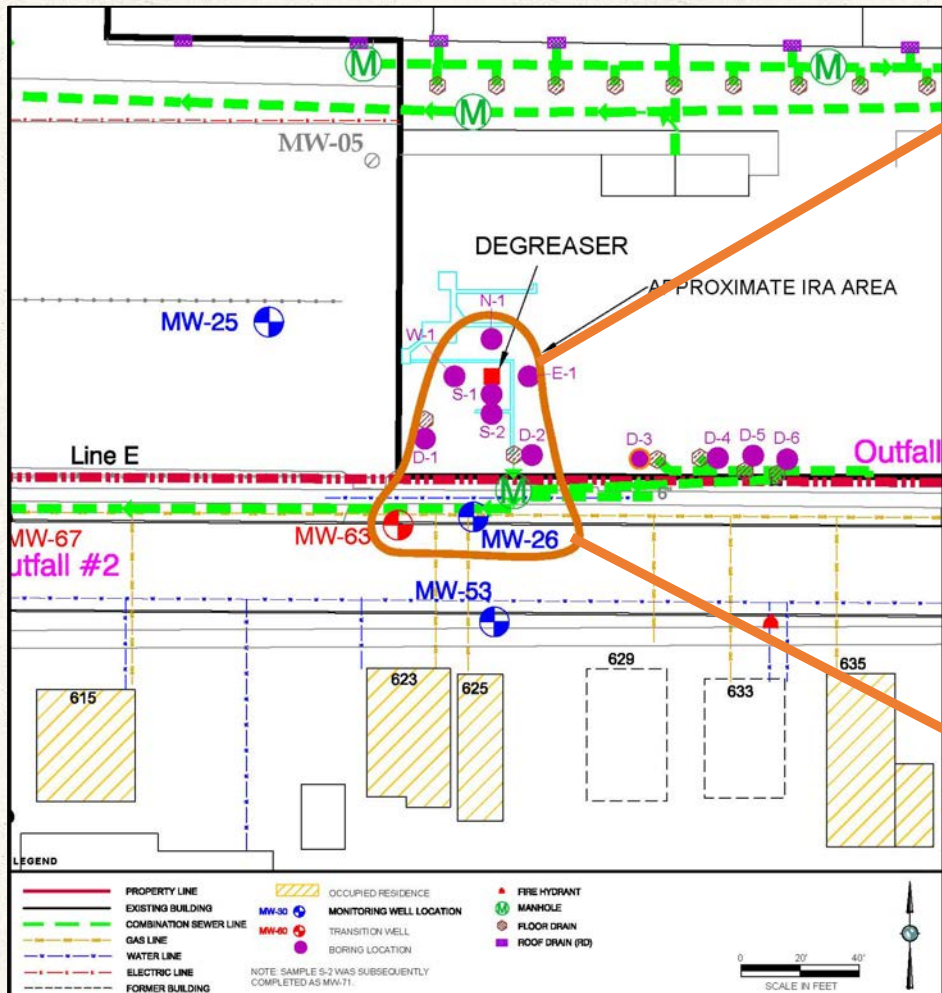 M
M
M
MW-05
DEGREASER
APPROXIMATE IRA AREA
N-1
MW-25
W-1
E-1
S-1
S-2
D-1
D-2
D-3
D-4
D-5
D-6
Line E
Outfall
M
6"
MW-67
MW-63
MW-26
utfall #2
MW-53
615
623
625
629
633
635
LEGEND
PROPERTY LINE
EXISTING BUILDING
COMBINATION SEWER LINE
GAS LINE
WATER LINE
ELECTRIC LINE
FORMER BUILDING
OCCUPIED RESIDENCE
MW-30 MONITORING WELL LOCATION
MW-60 TRANSITION WELL
BORING LOCATION
NOTE: SAMPLE S-2 WAS SUBSEQUENTLY
COMPLETED AS MW-71.
FIRE HYDRANT
M MANHOLE
FLOOR DRAIN
ROOF DRAIN (RD)
0 20' 40'
SCALE IN FEET